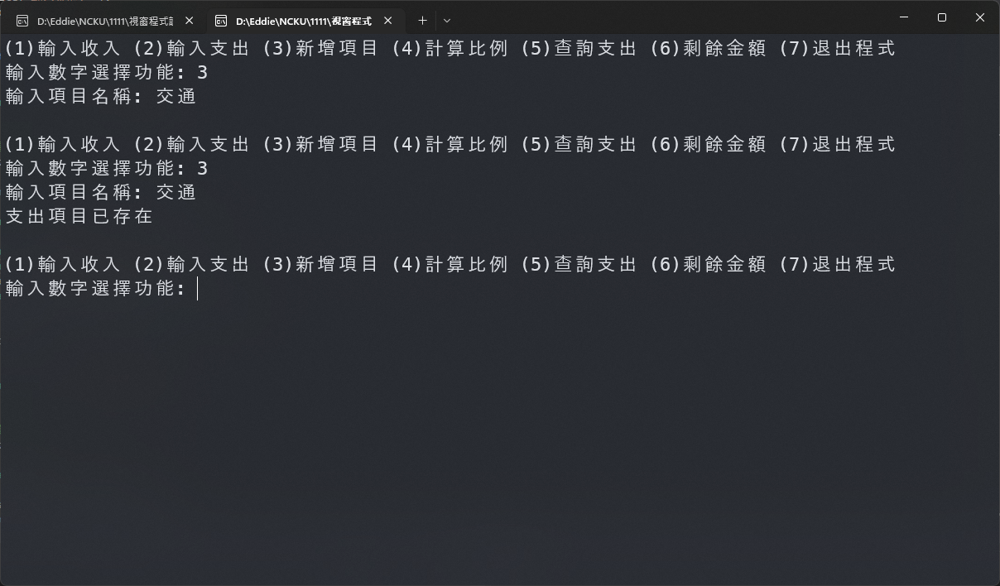 D:\Eddie\NCKU\1111\視窗程式
D:\Eddie\NCKU\1111\視窗程式
(1)輸入收入 (2)輸入支出 (3)新增項目 (4)計算比例 (5)查詢支出 (6)剩餘金額 (7)退出程式
輸入數字選擇功能: 3
輸入項目名稱: 交通
(1)輸入收入 (2)輸入支出 (3)新增項目 (4)計算比例 (5)查詢支出 (6)剩餘金額 (7)退出程式
輸入數字選擇功能: 3
輸入項目名稱: 交通
支出項目已存在
(1)輸入收入 (2)輸入支出 (3)新增項目 (4)計算比例 (5)查詢支出 (6)剩餘金額 (7)退出程式
輸入數字選擇功能: